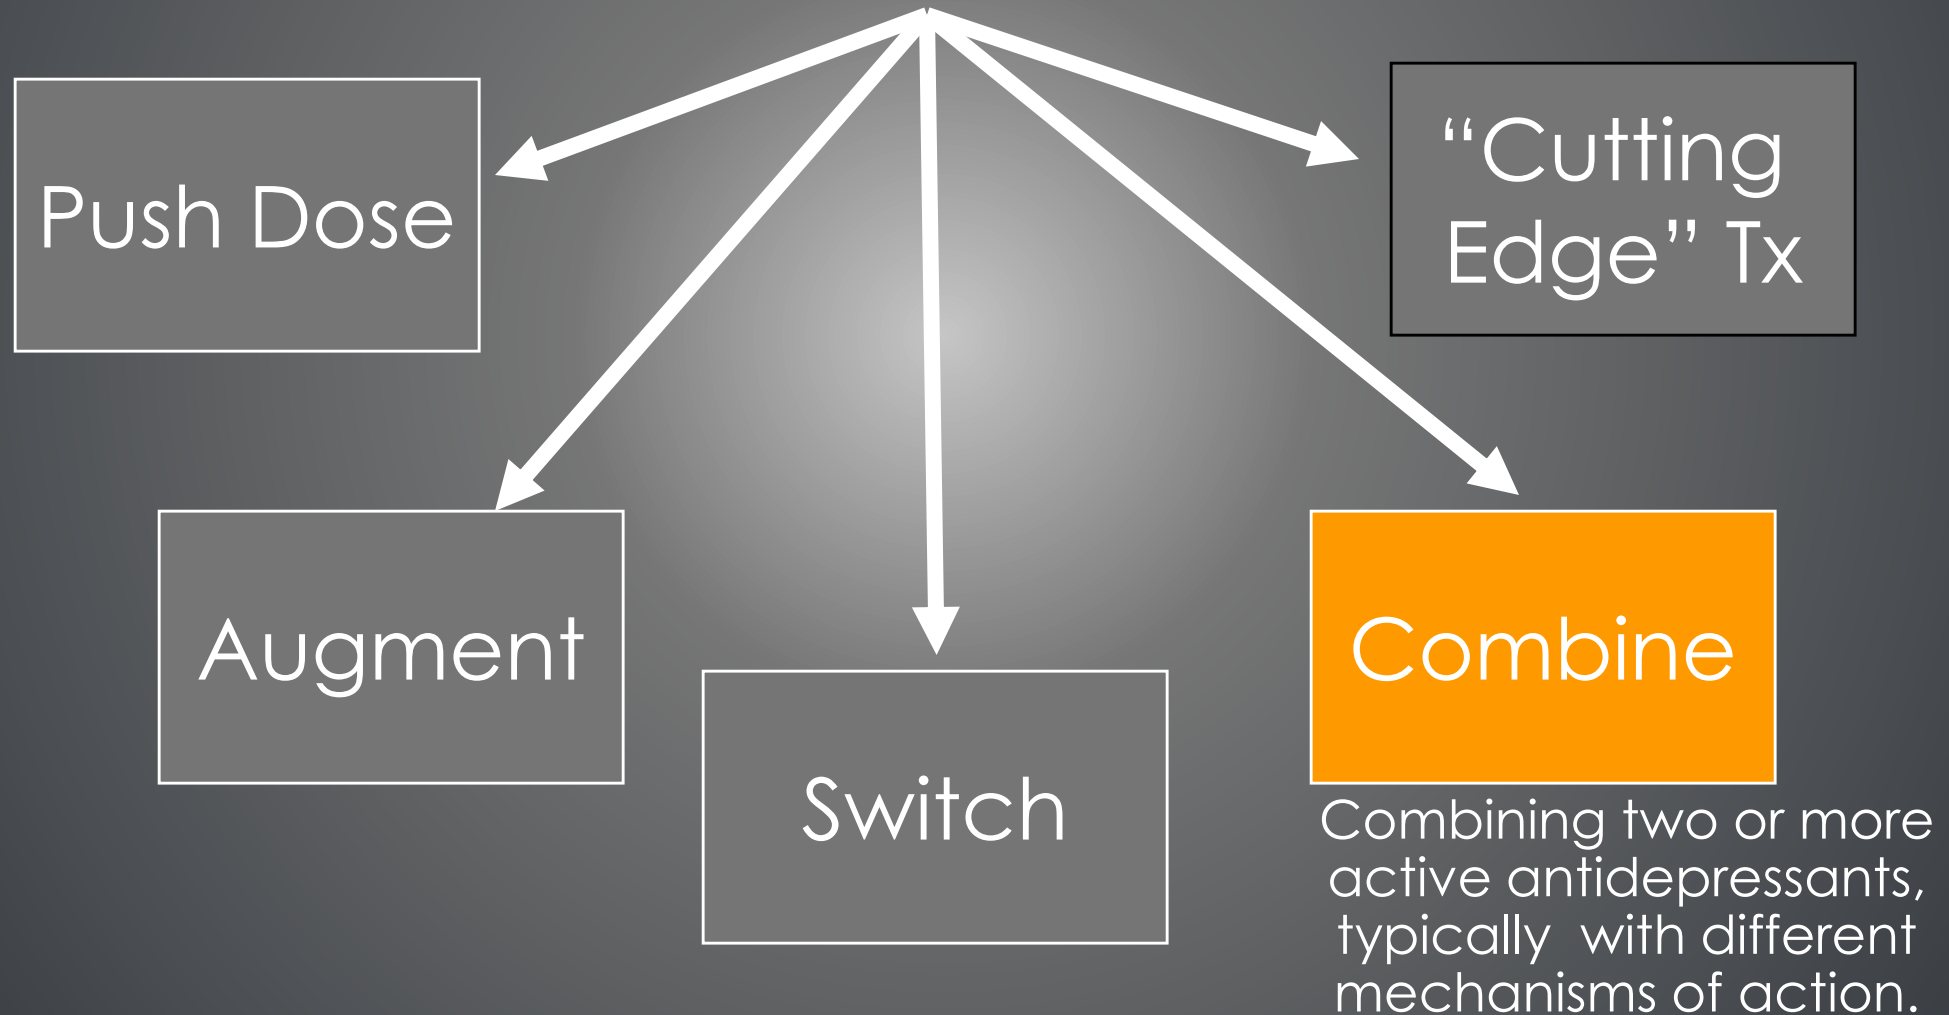 Push Dose
“Cutting
Edge” Tx
Augment
Switch
Combine
Combining two or more
active antidepressants,
typically  with different
mechanisms of action.